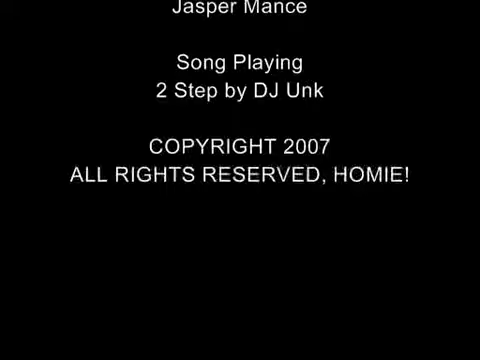 Jasper Mance
Song Playing
2 Step by DJ Unk
COPYRIGHT 2007
ALL RIGHTS RESERVED, HOMIE!